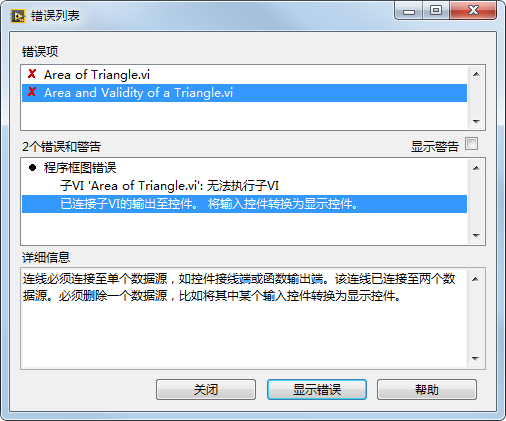 错误列表
错误项
Area of Triangle.vi
Area and Validity of a Triangle.vi
2个错误和警告
显示警告
程序框图错误
子VI 'Area of Triangle.vi': 无法执行子VI
已连接子VI的输出至控件。 将输入控件转换为显示控件。
详细信息
连线必须连接至单个数据源，如控件接线端或函数输出端。该连线已连接至两个数
据源。必须删除一个数据源，比如将其中某个输入控件转换为显示控件。
关闭
显示错误
帮助